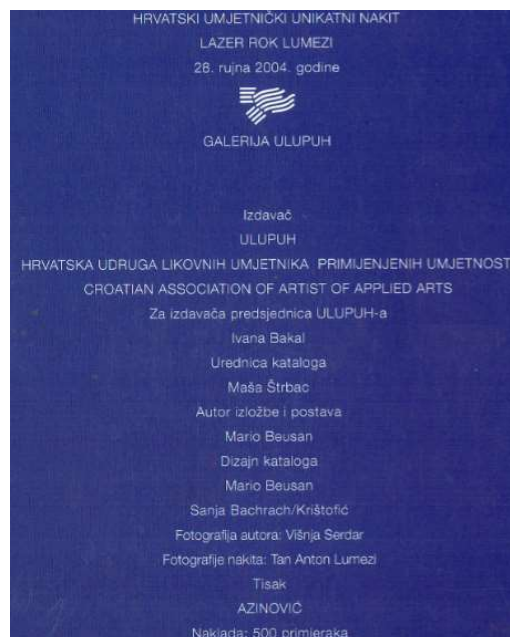 HRVATSKI UMJETNIČKI UNIKATNI NAKIT
LAZER ROK LUMEZI
28. rujna 2004. godine
GALERIJA ULUPUH
Izdavač
ULUPUH
HRVATSKA UDRUGA LIKOVNIH UMJETNIKA PRIMIJENJENIH UMJETNOST
CROATIAN ASSOCIATION OF ARTIST OF APPLIED ARTS
Za izdavača predsjednica ULUPUH-a
Ivana Bakal
Urednica kataloga
Maša Štrbac
Autor izložbe i postava
Mario Beusan
Dizajn kataloga
Mario Beusan
Sanja Bachrach/Krištofić
Fotografija autora: Višnja Serdar
Fotografije nakita: Tan Anton Lumezi
Tisak
AZINOVIĆ
Naklada: 500 primjeraka